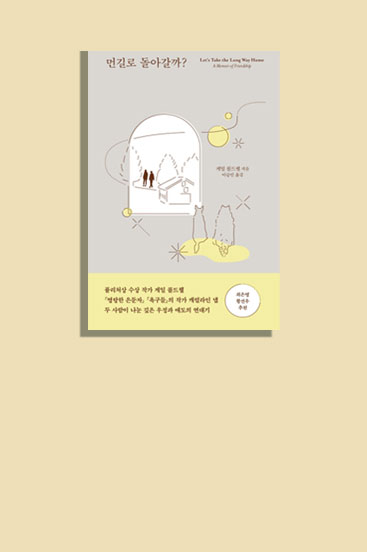 먼길로 돌아갈까?
Let's Take the Long Way Home
A Memoir of Friendship
게일 콜드웰 지음
이승민 옮김
퓰리처상 수상 작가 게일 콜드웰
『명랑한 은둔자』 『욕구들』의 작가 캐럴라인 냅
두 사람이 나눈 깊은 우정과 애도의 연대기
하은영
황선우
추천